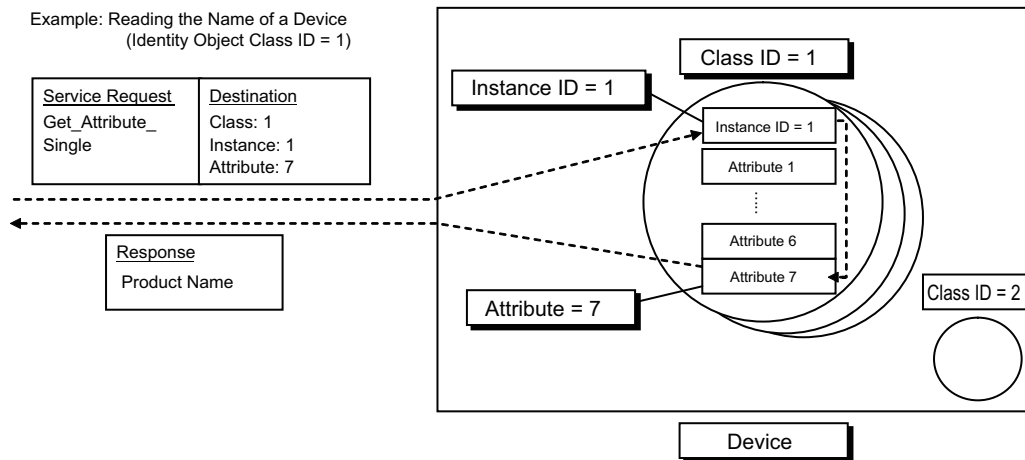 Example: Reading the Name of a Device
(Identity Object Class ID = 1)
Service Request
Get_Attribute_
Single
Destination
Class: 1
Instance: 1
Attribute: 7
Response
Product Name
Class ID = 1
Instance ID = 1
Instance ID = 1
Attribute 1
Attribute 6
Attribute 7
Attribute = 7
Class ID = 2
Device